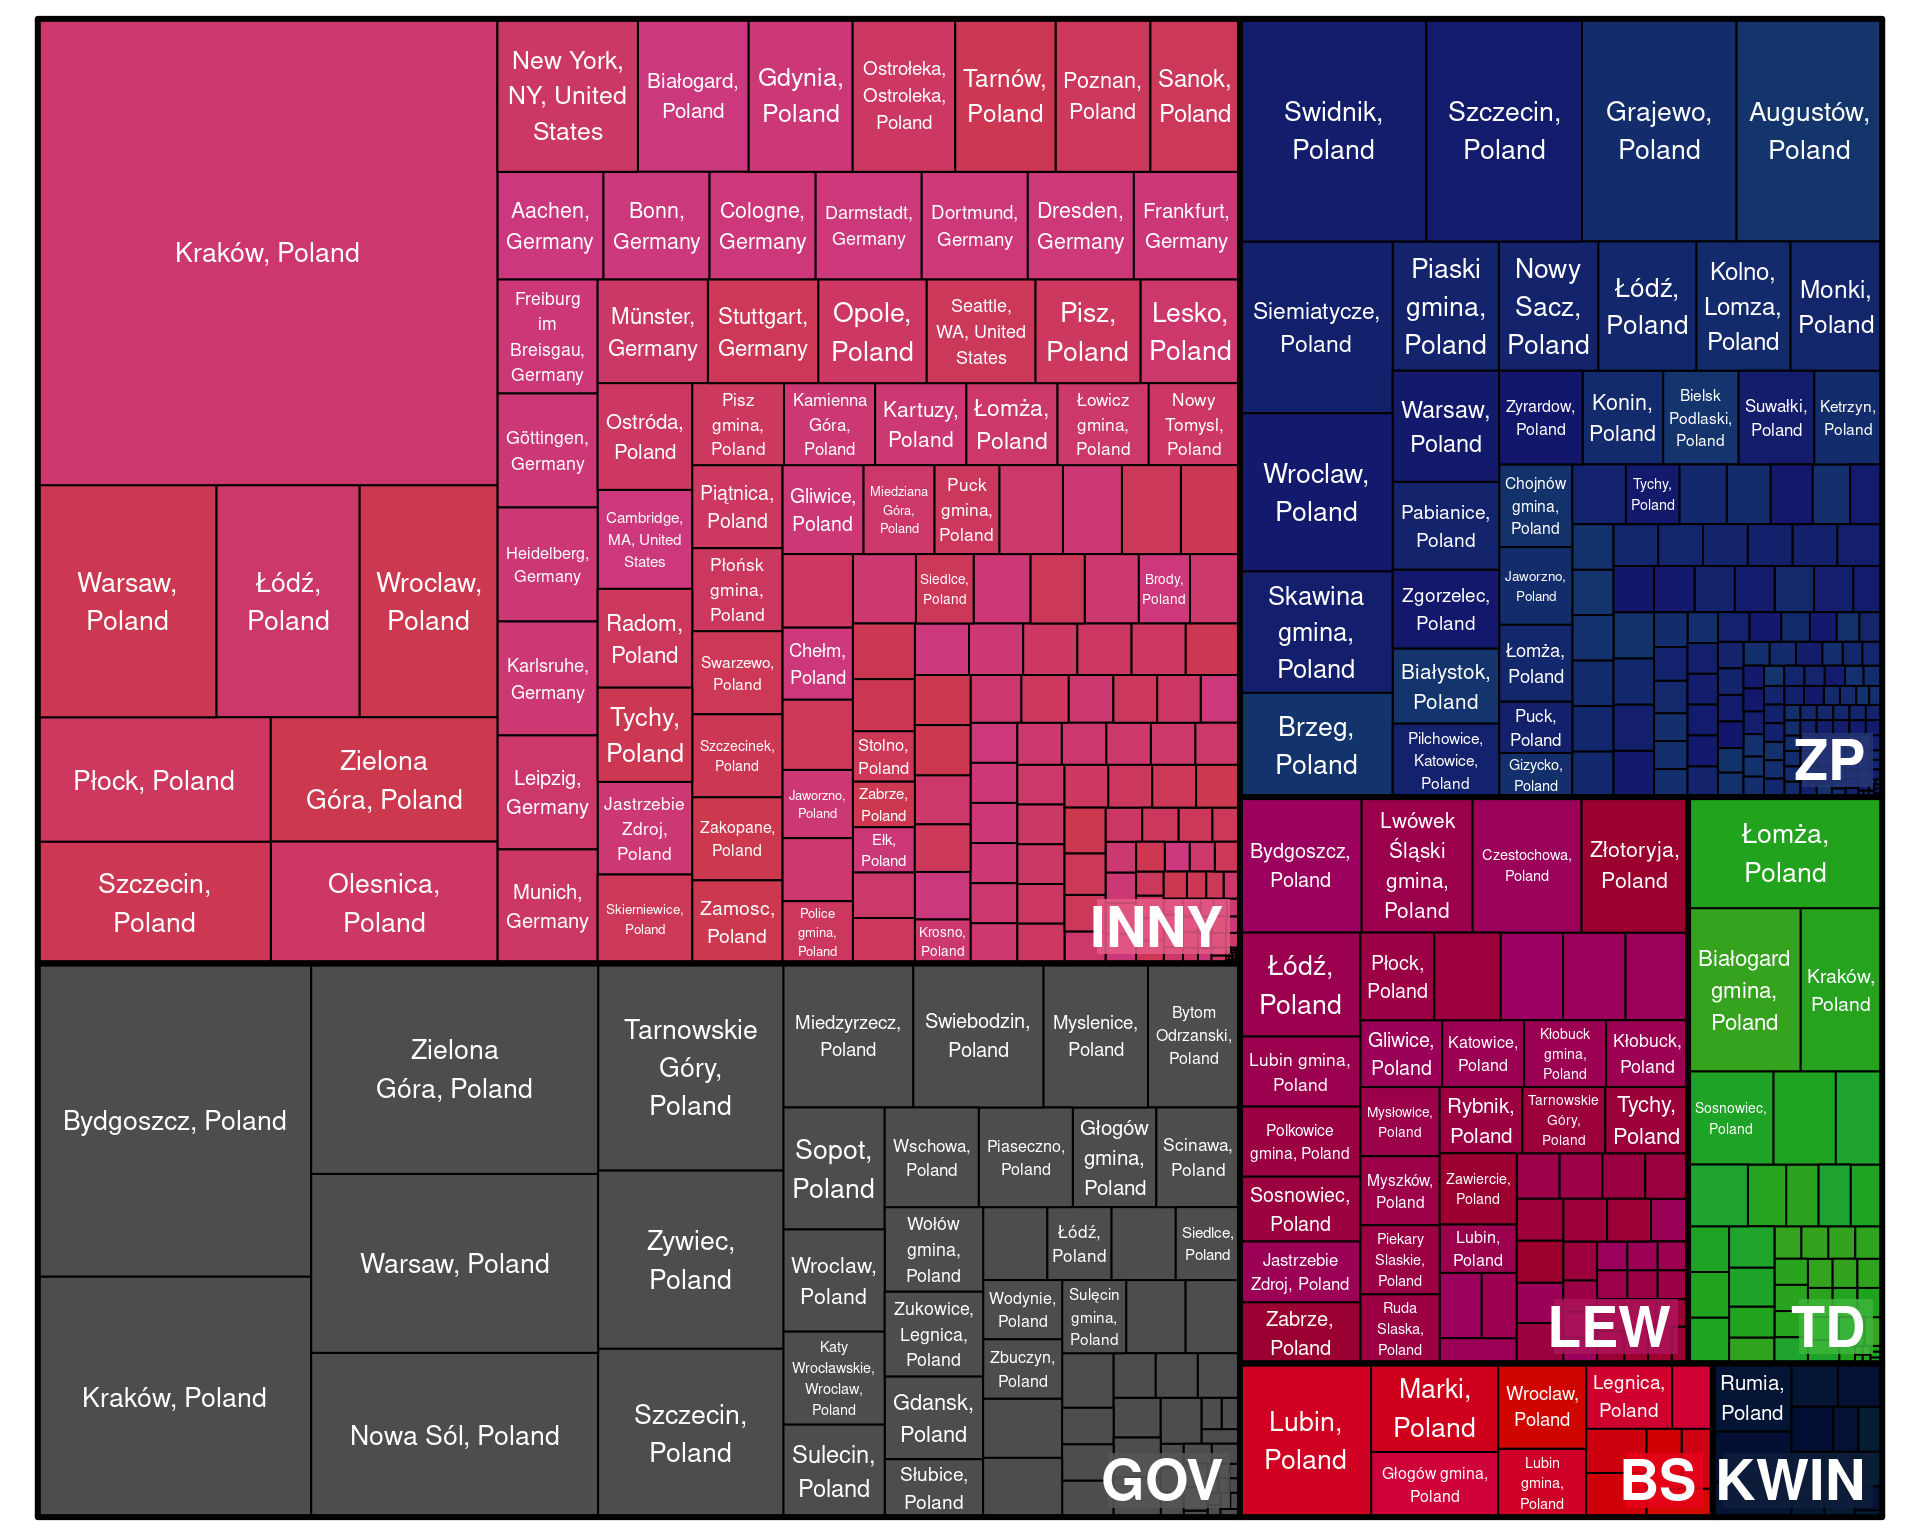 Kraków, Poland
Warsaw,
Poland
Łódź,
Poland
Wroclaw,
Poland
Płock, Poland
Zielona
Góra, Poland
Szczecin,
Poland
Olesnica,
Poland
New York,
NY, United
States
Białogard,
Poland
Gdynia,
Poland
Ostrołeka,
Ostroleka,
Poland
Tarnów,
Poland
Poznan,
Poland
Sanok,
Poland
Aachen,
Germany
Bonn,
Germany
Cologne,
Germany
Darmstadt,
Germany
Dortmund,
Germany
Dresden,
Germany
Frankfurt,
Germany
Freiburg
im
Breisgau,
Germany
Göttingen,
Germany
Heidelberg,
Germany
Karlsruhe,
Germany
Leipzig,
Germany
Munich,
Germany
Münster,
Germany
Stuttgart,
Germany
Opole,
Poland
Seattle,
WA, United
States
Pisz,
Poland
Lesko,
Poland
Ostróda,
Poland
Cambridge,
MA, United
States
Radom,
Poland
Tychy,
Poland
Jastrzebie
Zdroj,
Poland
Skierniewice,
Poland
Pisz
gmina,
Poland
Kamienna
Góra,
Poland
Kartuzy,
Poland
Łomża,
Poland
Łowicz
gmina,
Poland
Nowy
Tomysl,
Poland
Piątnica,
Poland
Płońsk
gmina,
Poland
Swarzewo,
Poland
Szczecinek,
Poland
Zakopane,
Poland
Zamosc,
Poland
Gliwice,
Poland
Miedziana
Góra,
Poland
Puck
gmina,
Poland
Siedlce,
Poland
Brody,
Poland
Chełm,
Poland
Jaworzno,
Poland
Police
gmina,
Poland
Stolno,
Poland
Zabrze,
Poland
Ełk,
Poland
Krosno,
Poland
INNY
Swidnik,
Poland
Szczecin,
Poland
Grajewo,
Poland
Augustów,
Poland
Siemiatycze,
Poland
Wroclaw,
Poland
Skawina
gmina,
Poland
Brzeg,
Poland
Piaski
gmina,
Poland
Nowy
Sacz,
Poland
Łódź,
Poland
Kolno,
Lomza,
Poland
Monki,
Poland
Warsaw,
Poland
Pabianice,
Poland
Zgorzelec,
Poland
Białystok,
Poland
Pilchowice,
Katowice,
Poland
Zyrardow,
Poland
Konin,
Poland
Bielsk
Podlaski,
Poland
Suwałki,
Poland
Ketrzyn,
Poland
Chojnów
gmina,
Poland
Tychy,
Poland
Jaworzno,
Poland
Łomża,
Poland
Puck,
Poland
Gizycko,
Poland
ZP
Bydgoszcz, Poland
Kraków, Poland
Zielona
Góra, Poland
Warsaw, Poland
Nowa Sól, Poland
Tarnowskie
Góry,
Poland
Zywiec,
Poland
Szczecin,
Poland
Miedzyrzecz,
Poland
Swiebodzin,
Poland
Myslenice,
Poland
Bytom
Odrzanski,
Poland
Sopot,
Poland
Wroclaw,
Poland
Katy
Wrocławskie,
Wroclaw,
Poland
Sulecin,
Poland
Wschowa,
Poland
Piaseczno,
Poland
Głogów
gmina,
Poland
Scinawa,
Poland
Wołów
gmina,
Poland
Zukowice,
Legnica,
Poland
Gdansk,
Poland
Słubice,
Poland
Łódź,
Poland
Siedlce,
Poland
Wodynie,
Poland
Zbuczyn,
Poland
Sulęcin
gmina,
Poland
GOV
Bydgoszcz,
Poland
Lwówek
Śląski
gmina,
Poland
Czestochowa,
Poland
Złotoryja,
Poland
Łódź,
Poland
Lubin gmina,
Poland
Polkowice
gmina, Poland
Sosnowiec,
Poland
Jastrzebie
Zdroj, Poland
Zabrze,
Poland
Płock,
Poland
Gliwice,
Poland
Katowice,
Poland
Kłobuck
gmina,
Poland
Kłobuck,
Poland
Mysłowice,
Poland
Rybnik,
Poland
Tarnowskie
Góry,
Poland
Tychy,
Poland
Myszków,
Poland
Piekary
Slaskie,
Poland
Ruda
Slaska,
Poland
Zawiercie,
Poland
Lubin,
Poland
LEW
Łomża,
Poland
Białogard
gmina,
Poland
Kraków,
Poland
Sosnowiec,
Poland
TD
Lubin,
Poland
Marki,
Poland
Głogów gmina,
Poland
Wroclaw,
Poland
Lubin
gmina,
Poland
Legnica,
Poland
BS
Rumia,
Poland
KWIN